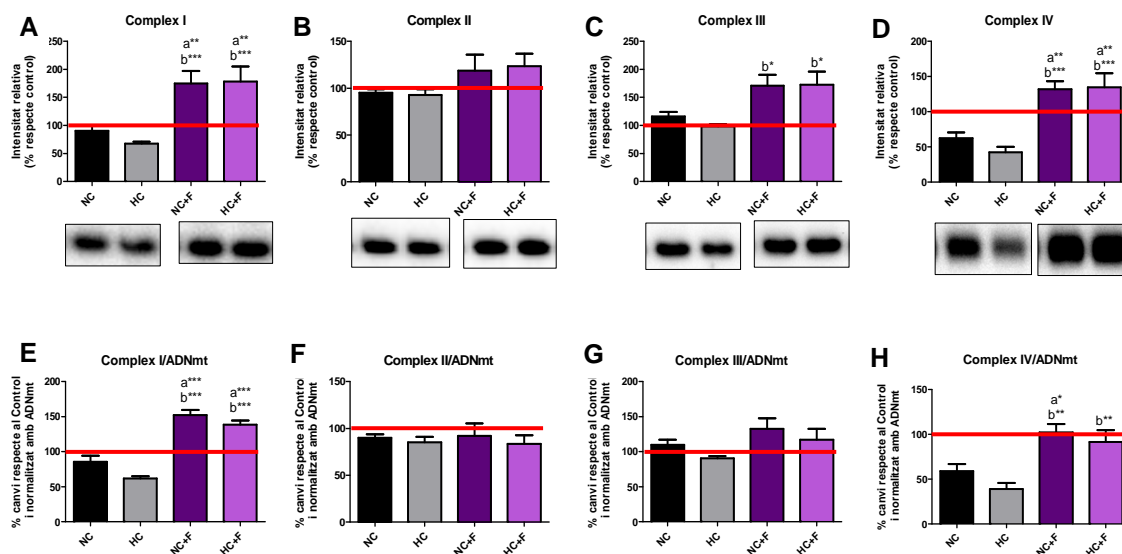 A
Complex I
Intensitat relativa
(% respecte control)
250
200
150
100
50
0
a**
b***
a**
b***
NC
HC
NC+F
HC+F
B
Complex II
Intensitat relativa
(% respecte control)
150
100
50
0
NC
HC
NC+F
HC+F
C
Complex III
Intensitat relativa
(% respecte control)
250
200
150
100
50
0
b*
b*
NC
HC
NC+F
HC+F
D
Complex IV
Intensitat relativa
(% respecte control)
200
150
100
50
0
a**
b***
a**
b***
NC
HC
NC+F
HC+F
E
Complex I/ADNmt
% canvi respecte al Control
i normalitzat amb ADNmt
200
150
100
50
0
a***
b***
a***
b***
NC
HC
NC+F
HC+F
F
Complex II/ADNmt
% canvi respecte al Control
i normalitzat amb ADNmt
150
100
50
0
NC
HC
NC+F
HC+F
G
Complex III/ADNmt
% canvi respecte al Control
i normalitzat amb ADNmt
200
150
100
50
0
NC
HC
NC+F
HC+F
H
Complex IV/ADNmt
% canvi respecte al Control
i normalitzat amb ADNmt
150
100
50
0
a*
b**
b**
NC
HC
NC+F
HC+F